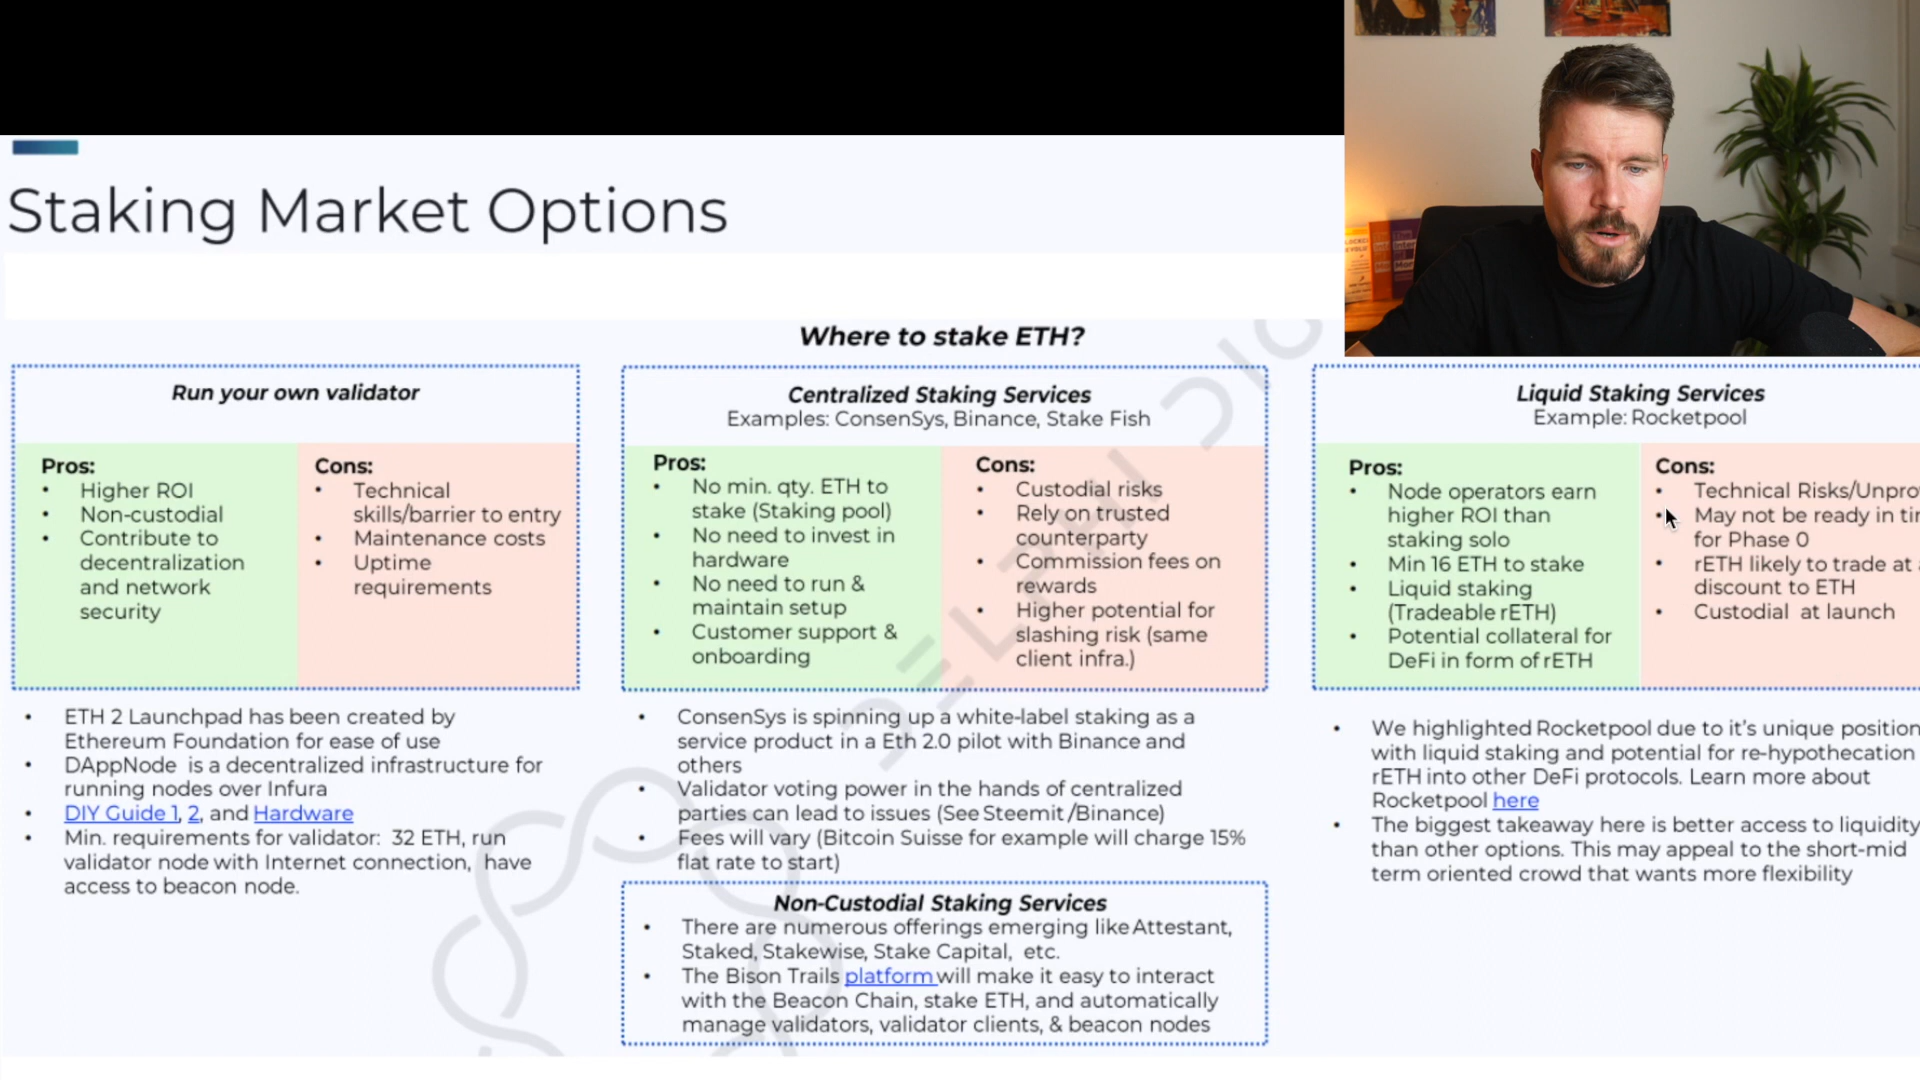 Staking Market Options
Where to stake ETH?
Run your own validator
Pros:
• Higher ROI
• Non-custodial
• Contribute to
decentralization
and network
security
Cons:
• Technical
skills/barrier to entry
• Maintenance costs
• Uptime
requirements
• ETH 2 Launchpad has been created by
Ethereum Foundation for ease of use
• DAppNode is a decentralized infrastructure for
running nodes over Infura
• DIY Guide 1, 2, and Hardware
• Min. requirements for validator: 32 ETH, run
validator node with Internet connection, have
access to beacon node.
Centralized Staking Services
Examples: ConsenSys, Binance, Stake Fish
Pros:
• No min. qty. ETH to
stake (Staking pool)
• No need to invest in
hardware
• No need to run &
maintain setup
• Customer support &
onboarding
Cons:
• Custodial risks
• Rely on trusted
counterparty
• Commission fees on
rewards
• Higher potential for
slashing risk (same
client infra.)
• ConsenSys is spinning up a white-label staking as a
service product in a Eth 2.0 pilot with Binance and
others
• Validator voting power in the hands of centralized
parties can lead to issues (See Steemit /Binance)
• Fees will vary (Bitcoin Suisse for example will charge 15%
flat rate to start)
Non-Custodial Staking Services
• There are numerous offerings emerging like Attestant,
Staked, Stakewise, Stake Capital, etc.
• The Bison Trails platform will make it easy to interact
with the Beacon Chain, stake ETH, and automatically
manage validators, validator clients, & beacon nodes
Liquid Staking Services
Example: Rocketpool
Pros:
• Node operators earn
higher ROI than
staking solo
• Min 16 ETH to stake
• Liquid staking
(Tradeable rETH)
• Potential collateral for
DeFi in form of rETH
Cons:
• Technical Risks/Unprov
• May not be ready in tim
for Phase 0
• rETH likely to trade at a
discount to ETH
• Custodial at launch
• We highlighted Rocketpool due to it's unique position
with liquid staking and potential for re-hypothecation
rETH into other DeFi protocols. Learn more about
Rocketpool here
• The biggest takeaway here is better access to liquidity
than other options. This may appeal to the short-mid
term oriented crowd that wants more flexibility
DELPHI DIG